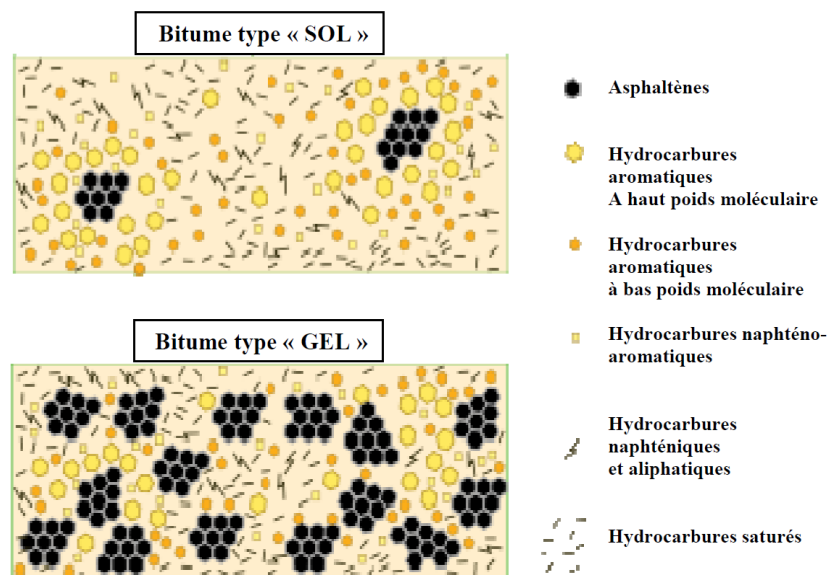 Bitume type « SOL »
Asphaltènes
Hydrocarbures
aromatiques
A haut poids moléculaire
Hydrocarbures
aromatiques
à bas poids moléculaire
Bitume type « GEL »
Hydrocarbures naphténo-
aromatiques
Hydrocarbures
naphténiques
et aliphatiques
Hydrocarbures saturés